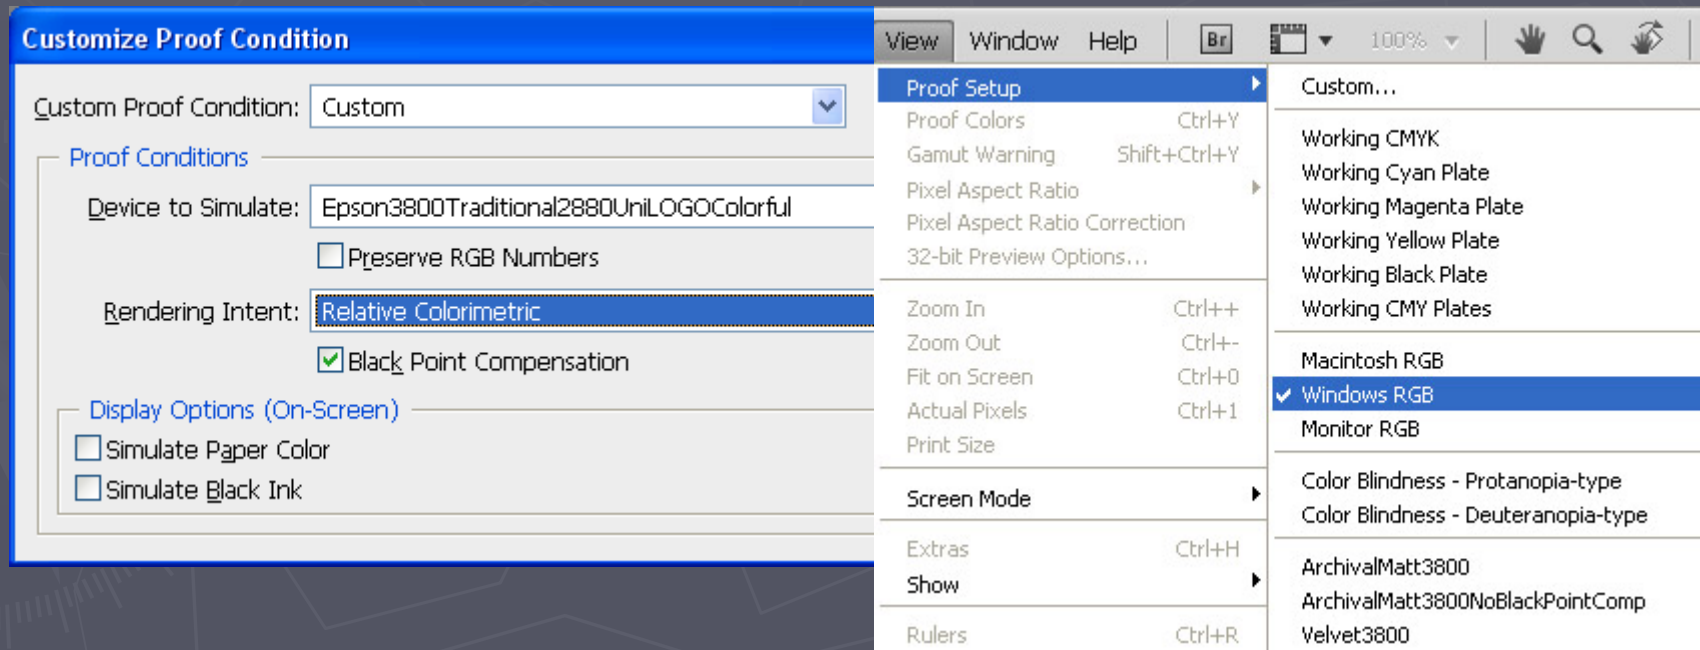 Customize Proof Condition
Custom Proof Condition: Custom
Proof Conditions
Device to Simulate: Epson3800Traditional2880UniLOGOColorful
Preserve RGB Numbers
Rendering Intent: Relative Colorimetric
Black Point Compensation
Display Options (On-Screen)
Simulate Paper Color
Simulate Black Ink
View Window Help Br 100%
Proof Setup
Proof Colors Ctrl+Y
Gamut Warning Shift+Ctrl+Y
Pixel Aspect Ratio
Pixel Aspect Ratio Correction
32-bit Preview Options...
Zoom In Ctrl++
Zoom Out Ctrl+-
Fit on Screen Ctrl+0
Actual Pixels Ctrl+1
Print Size
Screen Mode
Extras Ctrl+H
Show
Rulers Ctrl+R
Custom...
Working CMYK
Working Cyan Plate
Working Magenta Plate
Working Yellow Plate
Working Black Plate
Working CMY Plates
Macintosh RGB
Windows RGB
Monitor RGB
Color Blindness - Protanopia-type
Color Blindness - Deuteranopia-type
ArchivalMatt3800
ArchivalMatt3800NoBlackPointComp
Velvet3800